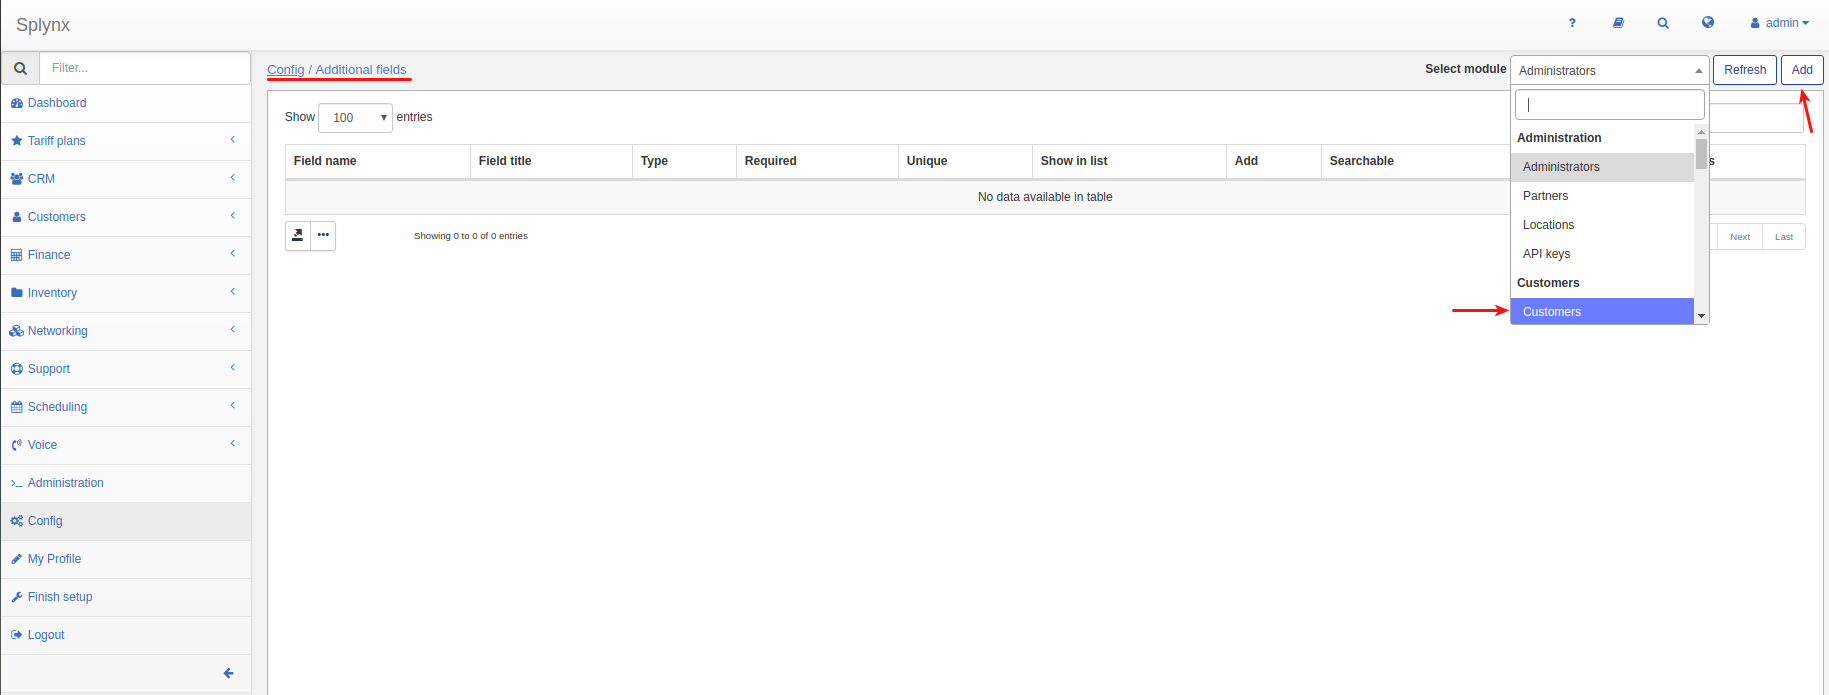 Splynx
? admin
Filter...
Config / Additional fields
Select module Administrators Refresh Add
Dashboard
Tariff plans
CRM
Customers
Finance
Inventory
Networking
Support
Scheduling
Voice
Administration
Config
My Profile
Finish setup
Logout
Show 100 entries
Field name Field title Type Required Unique Show in list Add Searchable s
No data available in table
Showing 0 to 0 of 0 entries
Next Last
Administration
Administrators
Partners
Locations
API keys
Customers
Customers